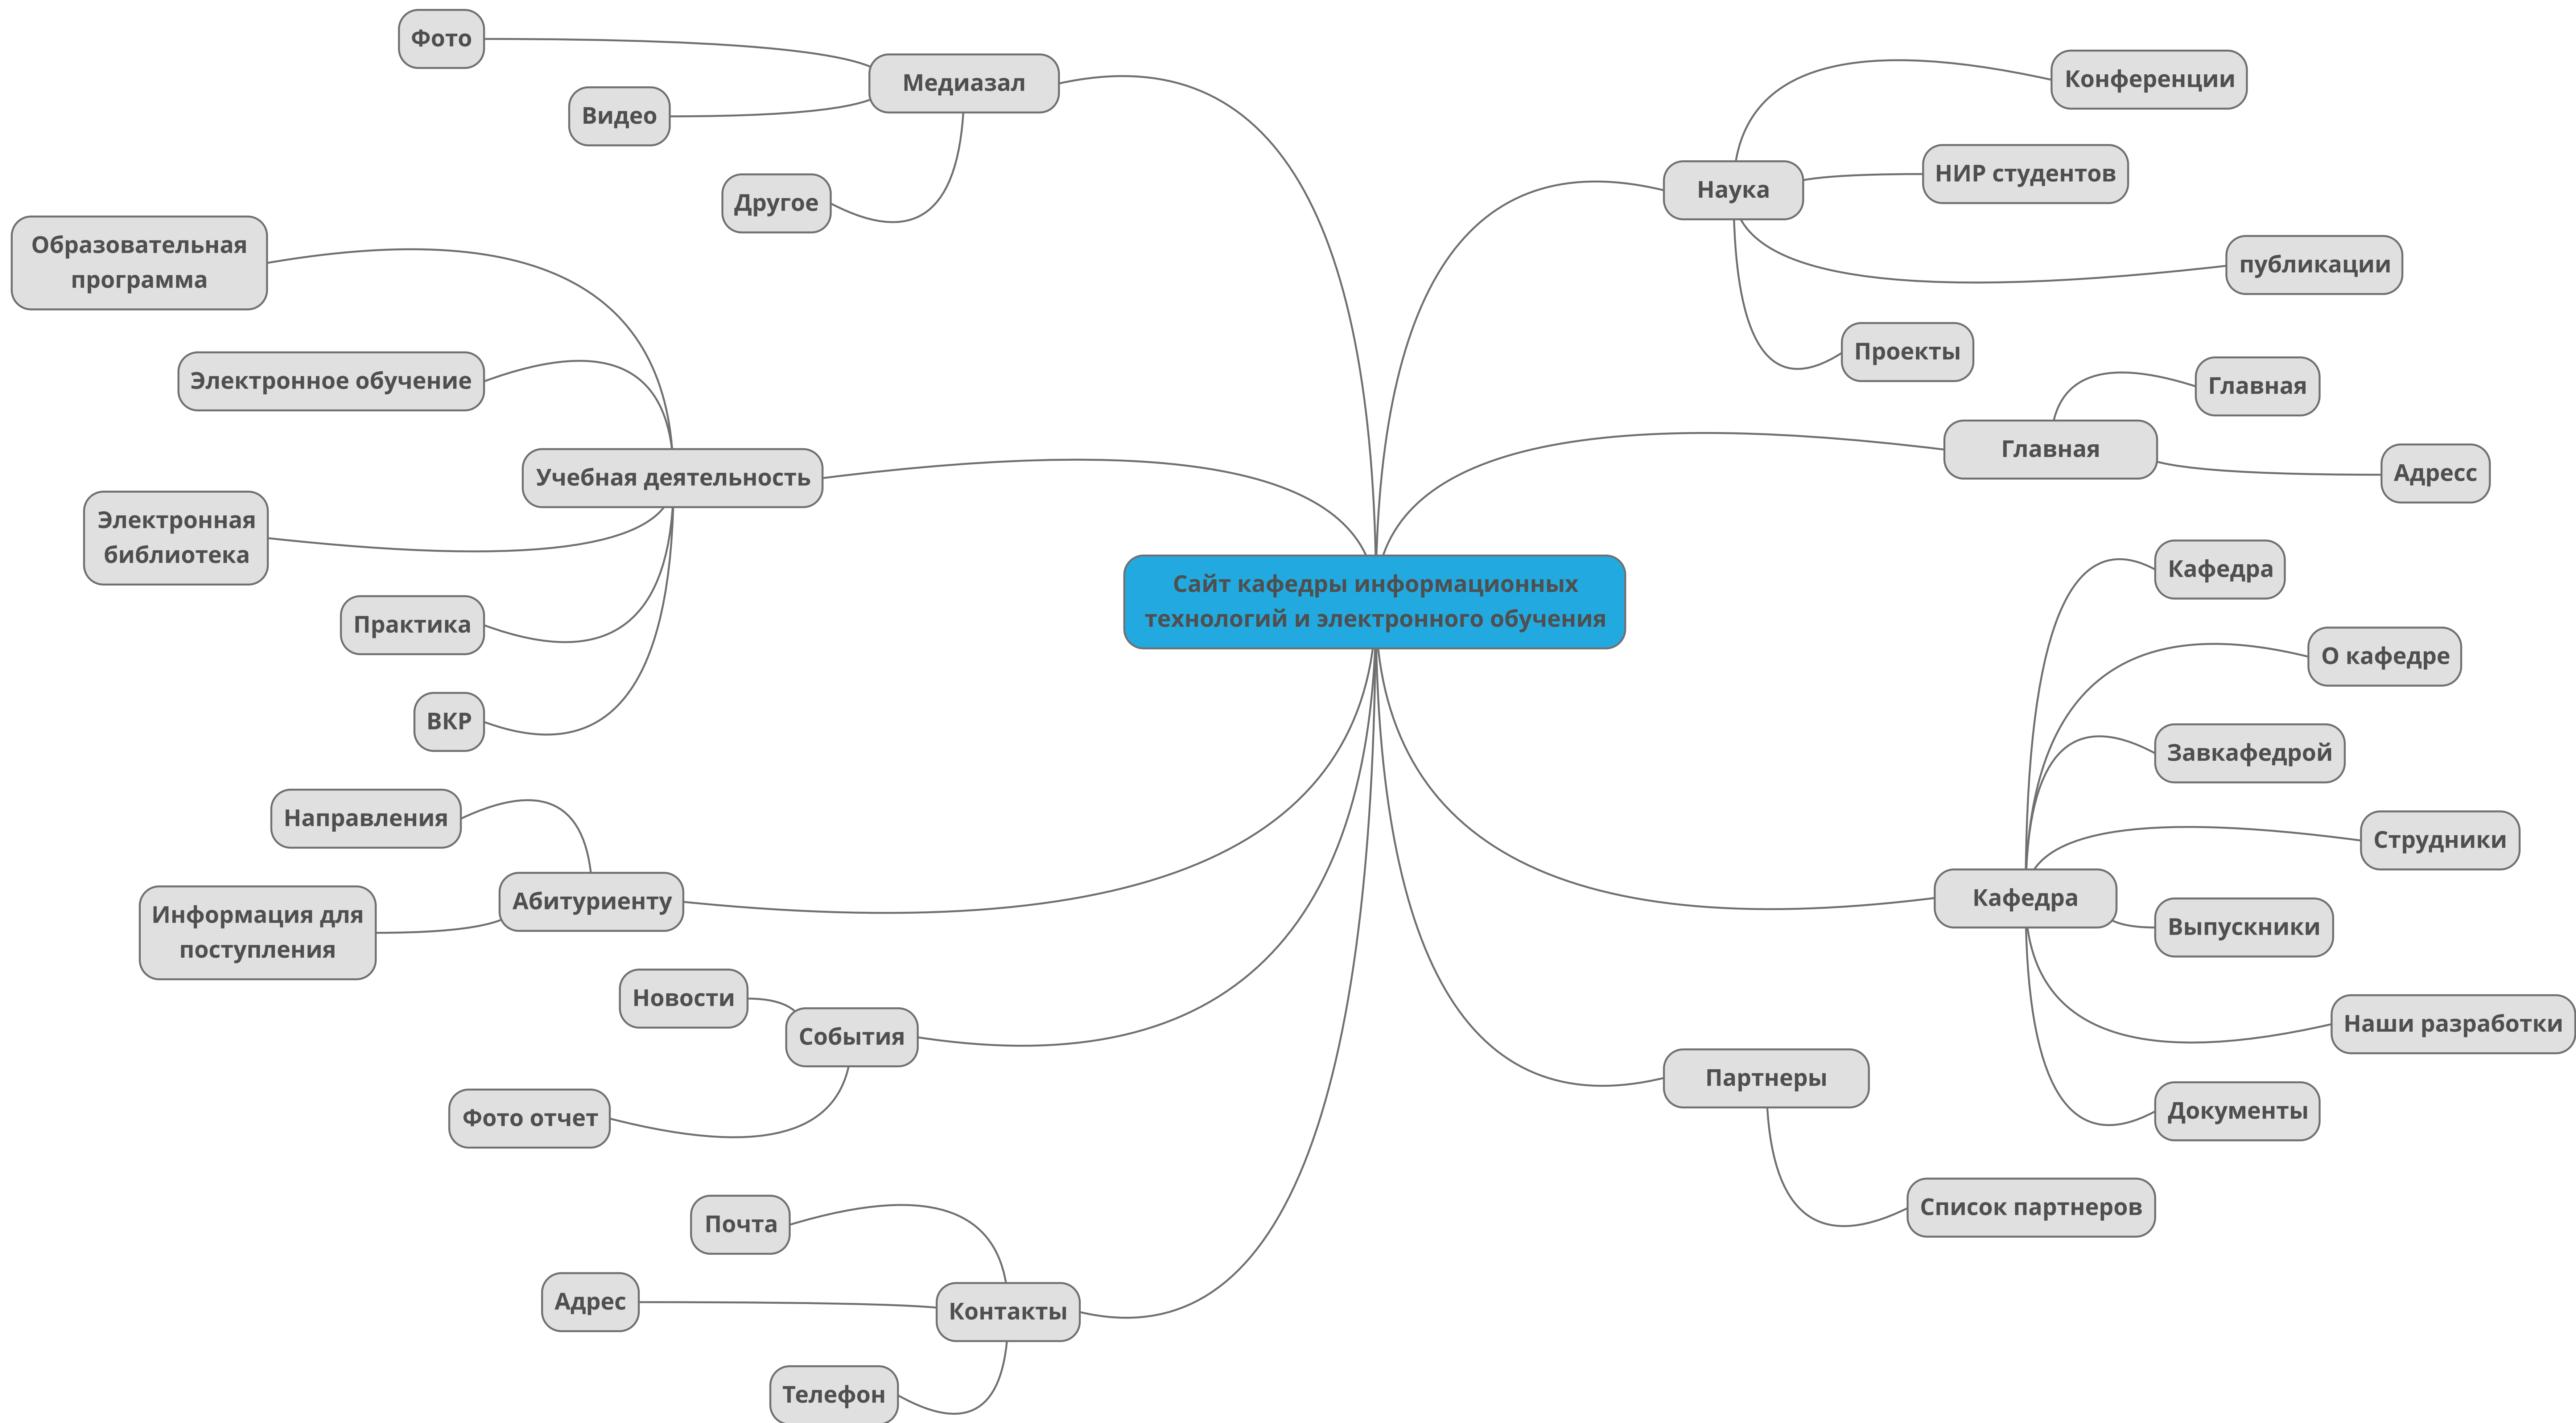 Фото
Медиазал
Видео
Другое
Образовательная
программа
Электронное обучение
Учебная деятельность
Электронная
библиотека
Практика
ВКР
Направления
Абитуриенту
Информация для
поступления
Новости
События
Фото отчет
Почта
Адрес
Контакты
Телефон
Сайт кафедры информационных
технологий и электронного обучения
Конференции
Наука
НИР студентов
публикации
Проекты
Главная
Главная
Адресс
Кафедра
О кафедре
Завкафедрой
Струдники
Кафедра
Выпускники
Наши разработки
Документы
Партнеры
Список партнеров